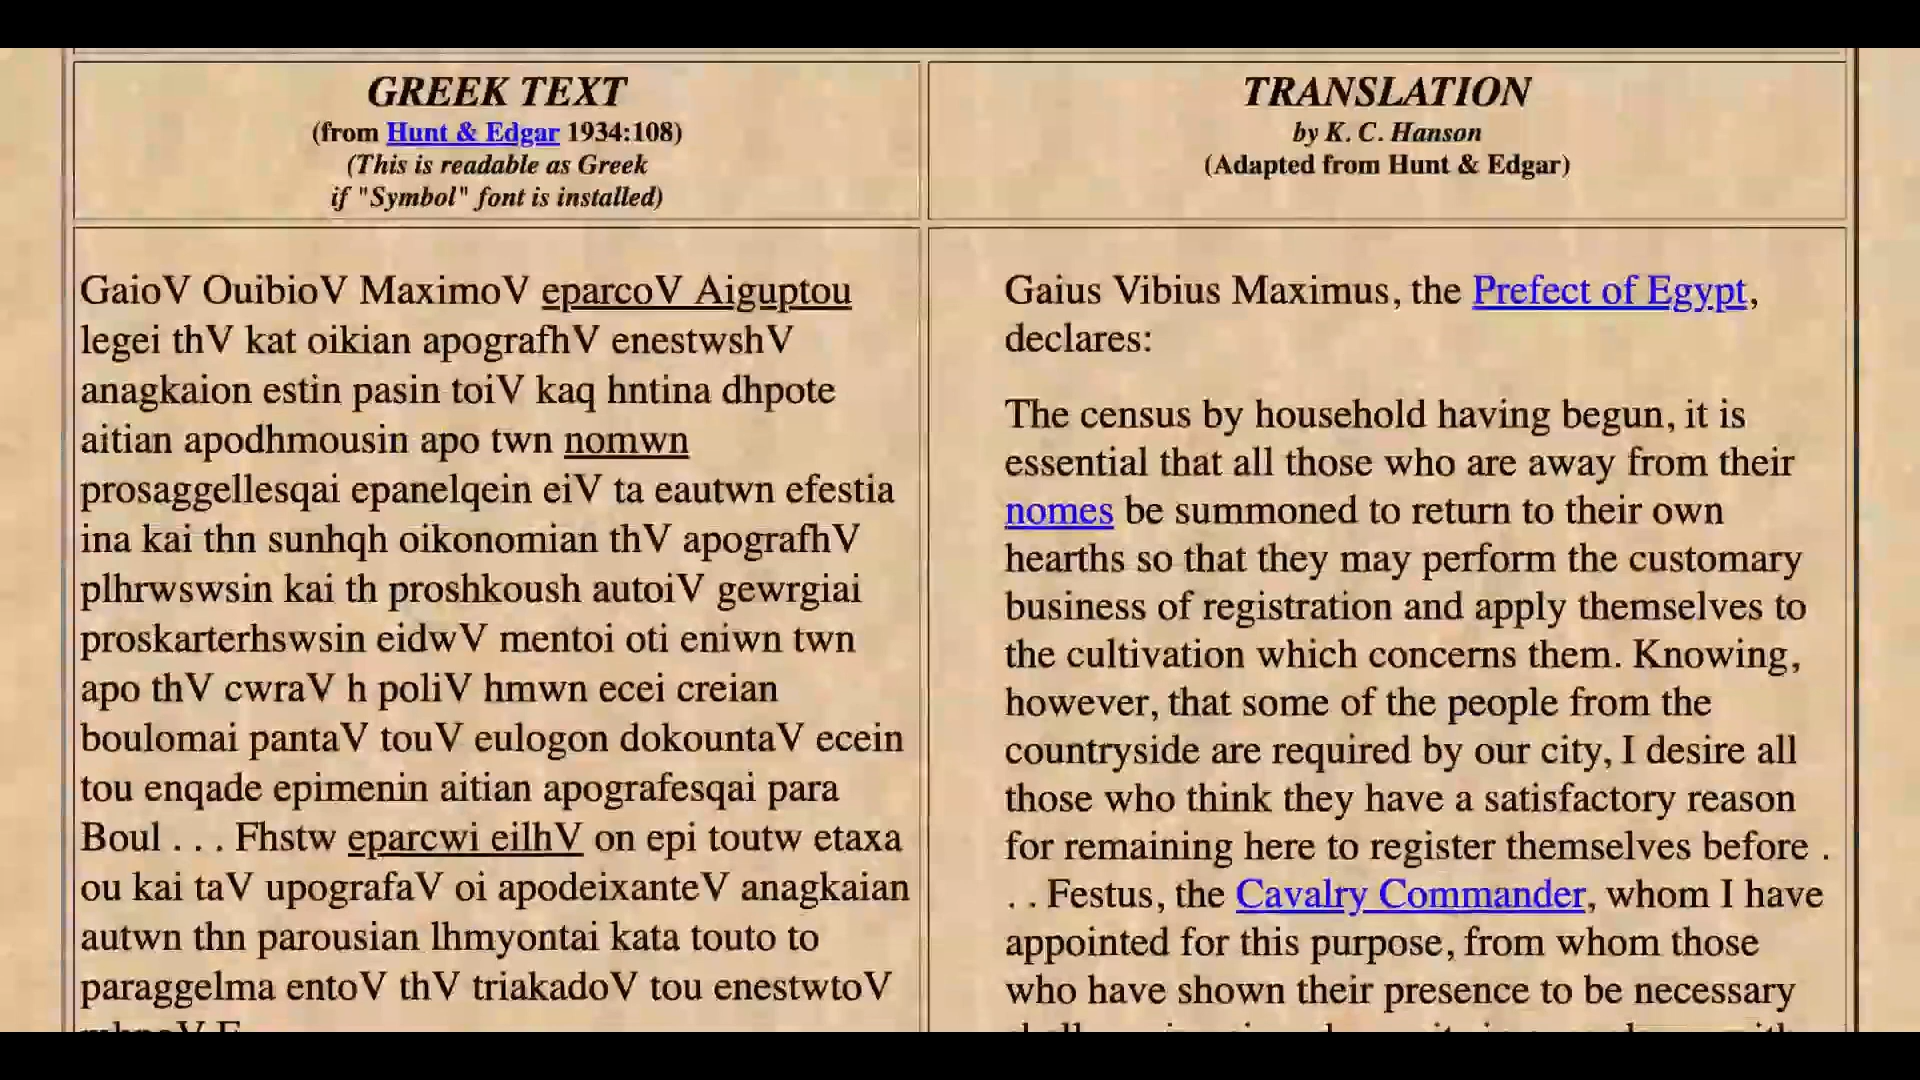 GREEK TEXT
(from Hunt & Edgar 1934:108)
(This is readable as Greek
if "Symbol" font is installed)
GaioV OuibioV MaximoV eparcoV Aiguptou
legei thV kat oikian apografhV enestwshV
anagkaion estin pasin toiV kaq hntina dhpote
aitian apodhmousin apo twn nomwn
prosaggellesqai epanelqein eiV ta eautwn efestia
ina kai thn sunhqh oikonomian thV apografhV
plhrwswsin kai th proshkoush autoiV gewrgiai
proskarterhswsin eidwV mentoi oti eniwn twn
apo thV cwraV h poliV hmwn ecei creian
boulomai pantaV touV eulogon dokountaV ecein
tou enqade epimenin aitian apografesqai para
Boul . . . Fhstw eparcwi eilhV on epi toutw etaxa
ou kai taV upografaV oi apodeixanteV anagkaian
autwn thn parousian lhmyontai kata touto to
paraggelma entoV thV triakadoV tou enestwtoV
TRANSLATION
by K. C. Hanson
(Adapted from Hunt & Edgar)
Gaius Vibius Maximus, the Prefect of Egypt,
declares:
The census by household having begun, it is
essential that all those who are away from their
nomes be summoned to return to their own
hearths so that they may perform the customary
business of registration and apply themselves to
the cultivation which concerns them. Knowing,
however, that some of the people from the
countryside are required by our city, I desire all
those who think they have a satisfactory reason
for remaining here to register themselves before .
. . Festus, the Cavalry Commander, whom I have
appointed for this purpose, from whom those
who have shown their presence to be necessary